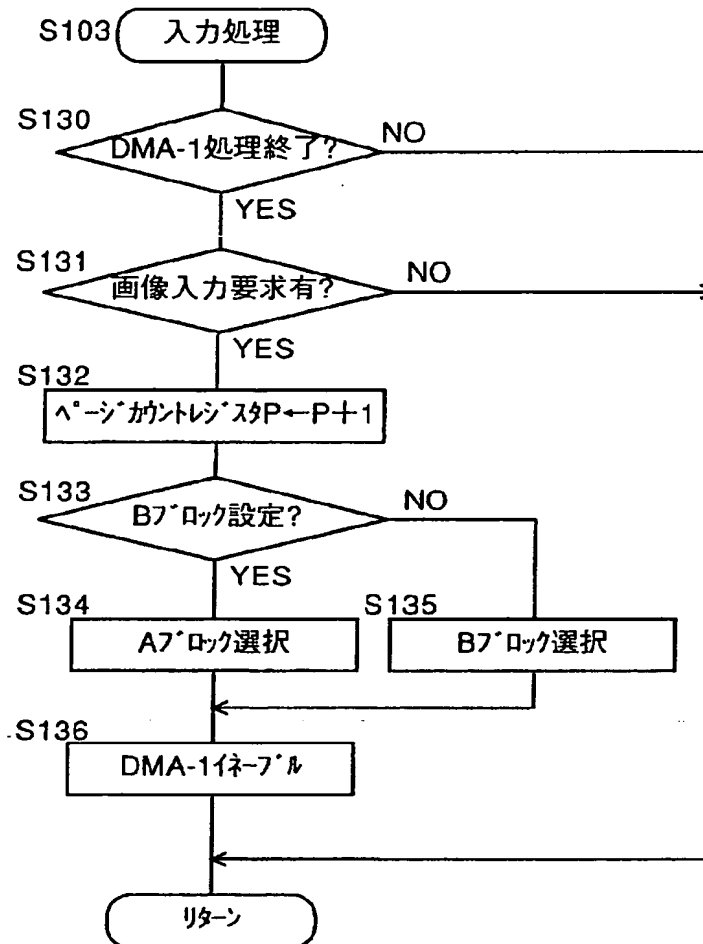 S103 入力処理
S130
DMA-1処理終了?
NO
YES
S131
画像入力要求有?
NO
YES
S132
ページカウントレジスタP←P+1
S133
Bブロック設定?
NO
YES
S134
Aブロック選択
S135
Bブロック選択
S136
DMA-1イネーブル
リターン